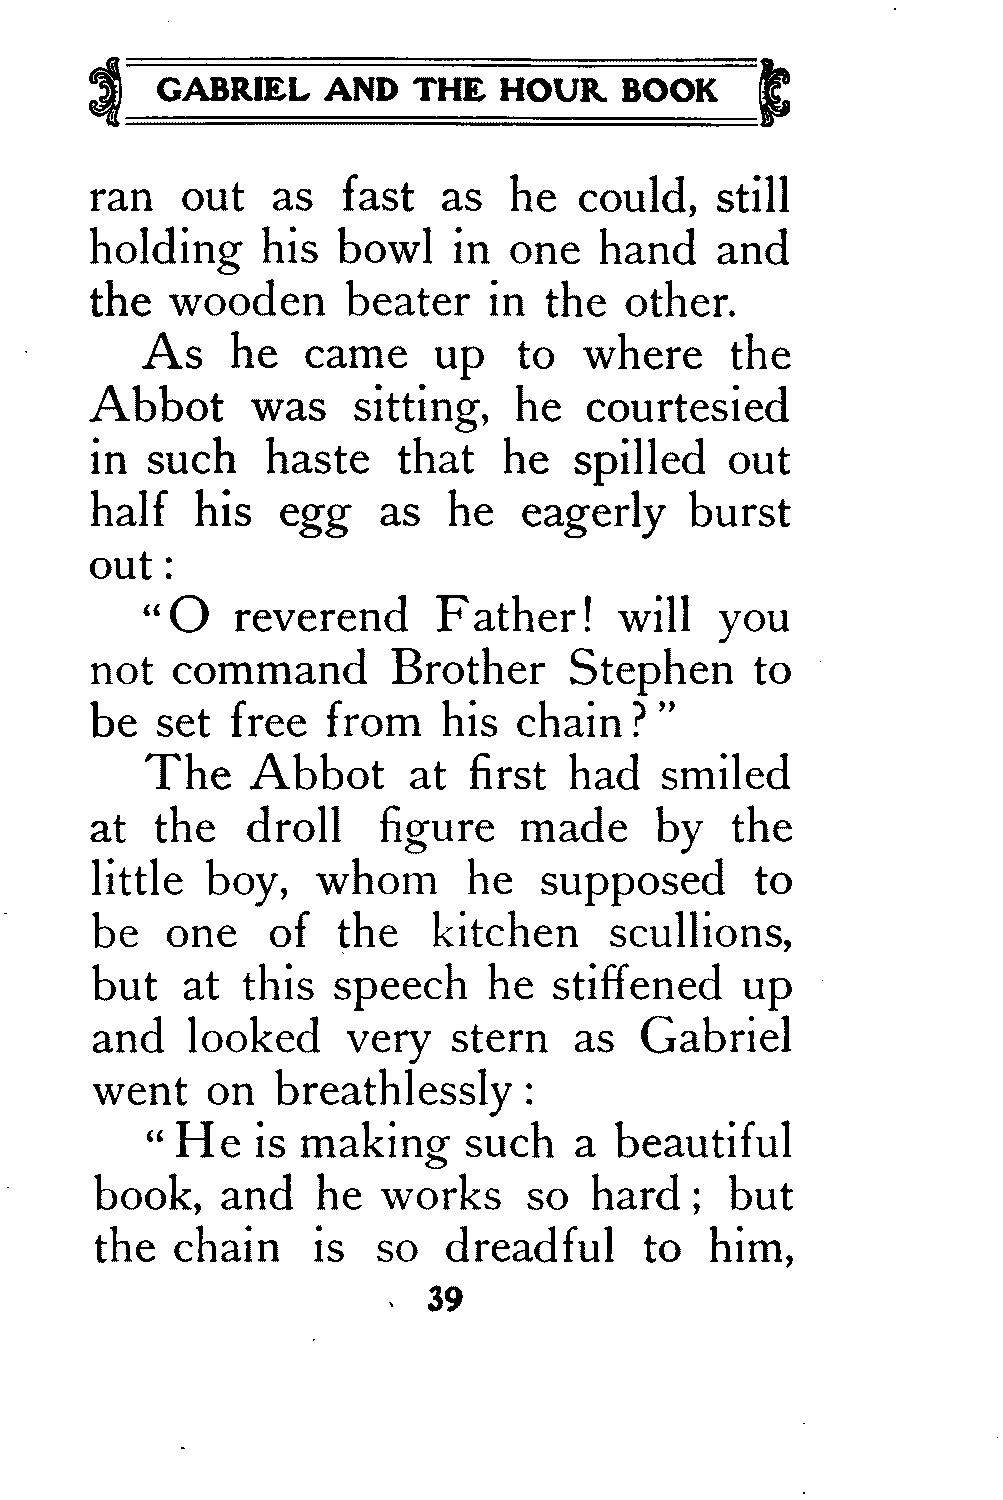 GABRIEL AND THE HOUR BOOK
ran out as fast as he could, still
holding his bowl in one hand and
the wooden beater in the other.
As he came up to where the
Abbot was sitting, he courtesied
in such haste that he spilled out
half his egg as he eagerly burst
out :
“O reverend Father! will you
not command Brother Stephen to
be set free from his chain?”
The Abbot at first had smiled
at the droll figure made by the
little boy, whom he supposed to
be one of the kitchen scullions,
but at this speech he stiffened up
and looked very stern as Gabriel
went on breathlessly :
“He is making such a beautiful
book, and he works so hard ; but
the chain is so dreadful to him,
39